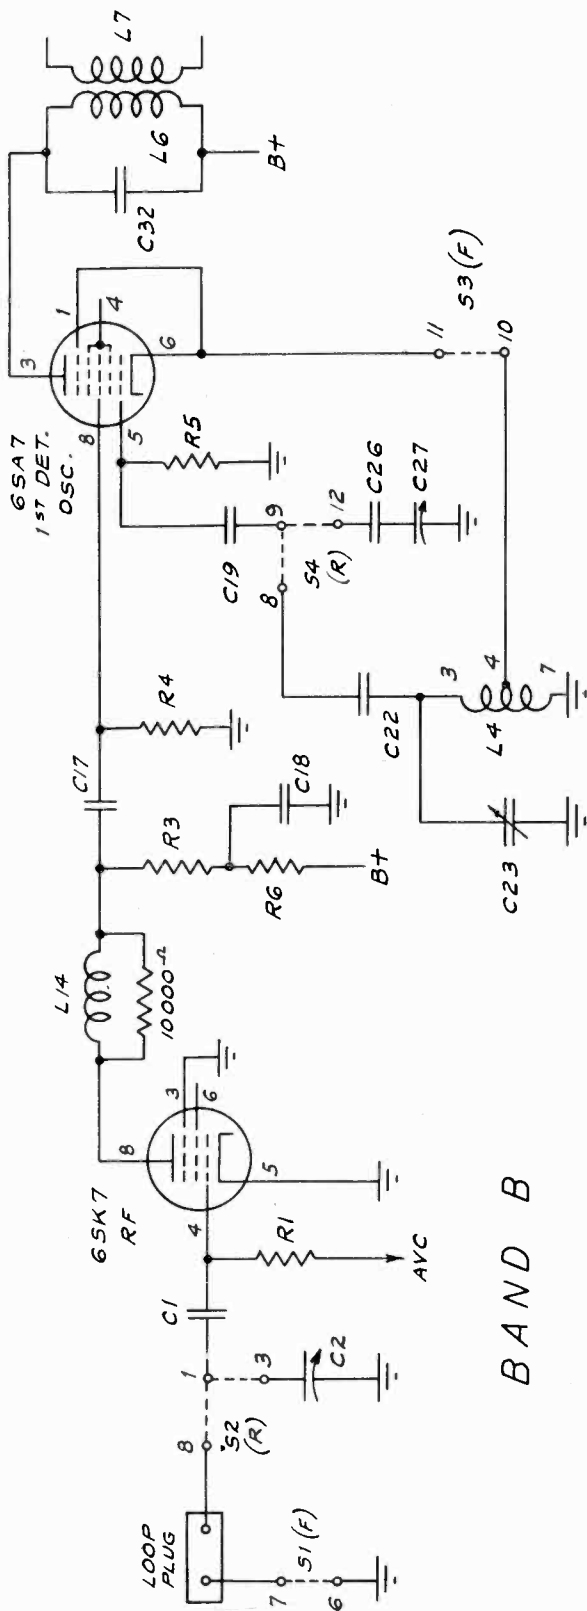 LOOP
PLUG
7
S1 (F)
6
8
S2
(R)
1
3
C2
C1
R1
AVC
6SK7
RF
4
8
3
6
5
L14
10000Ω
R3
R6
B+
C18
C17
R4
6SA7
1ST DET.
OSC.
3
8
5
1
4
6
R5
C19
9
8
12
S4
(R)
C26
C27
C22
C23
3
4
7
L4
11
S3 (F)
10
C32
L6
L7
B+
BAND B